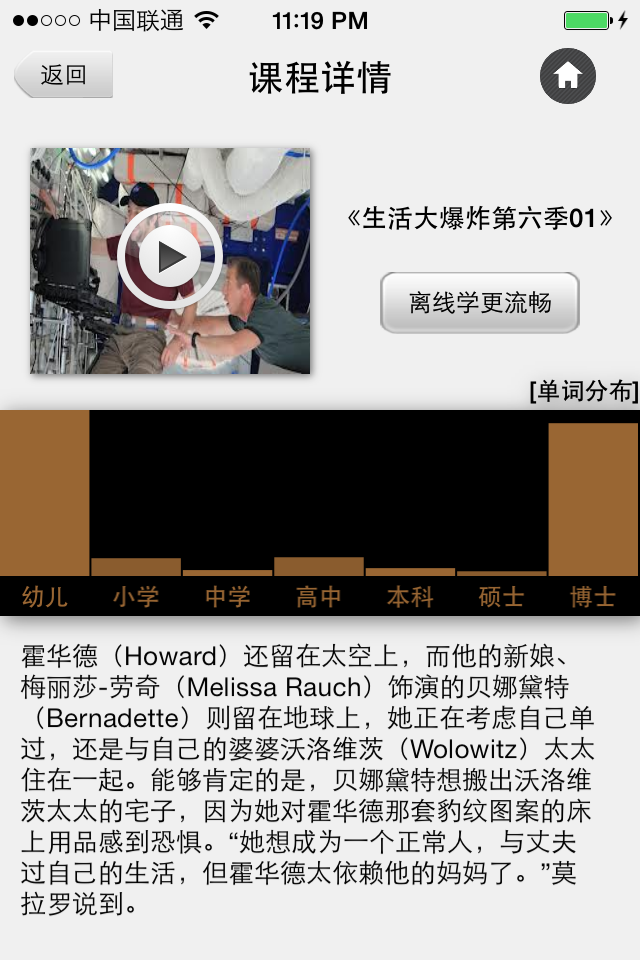 中国联通 11:19 PM
返回 课程详情
《生活大爆炸第六季01》
离线学更流畅
[单词分布]
幼儿 小学 中学 高中 本科 硕士 博士
霍华德（Howard）还留在太空上，而他的新娘、
梅丽莎-劳奇（Melissa Rauch）饰演的贝娜黛特
（Bernadette）则留在地球上，她正在考虑自己单
过，还是与自己的婆婆沃洛维茨（Wolowitz）太太
住在一起。能够肯定的是，贝娜黛特想搬出沃洛维
茨太太的宅子，因为她对霍华德那套豹纹图案的床
上用品感到恐惧。“她想成为一个正常人，与丈夫
过自己的生活，但霍华德太依赖他的妈妈了。”莫
拉罗说到。